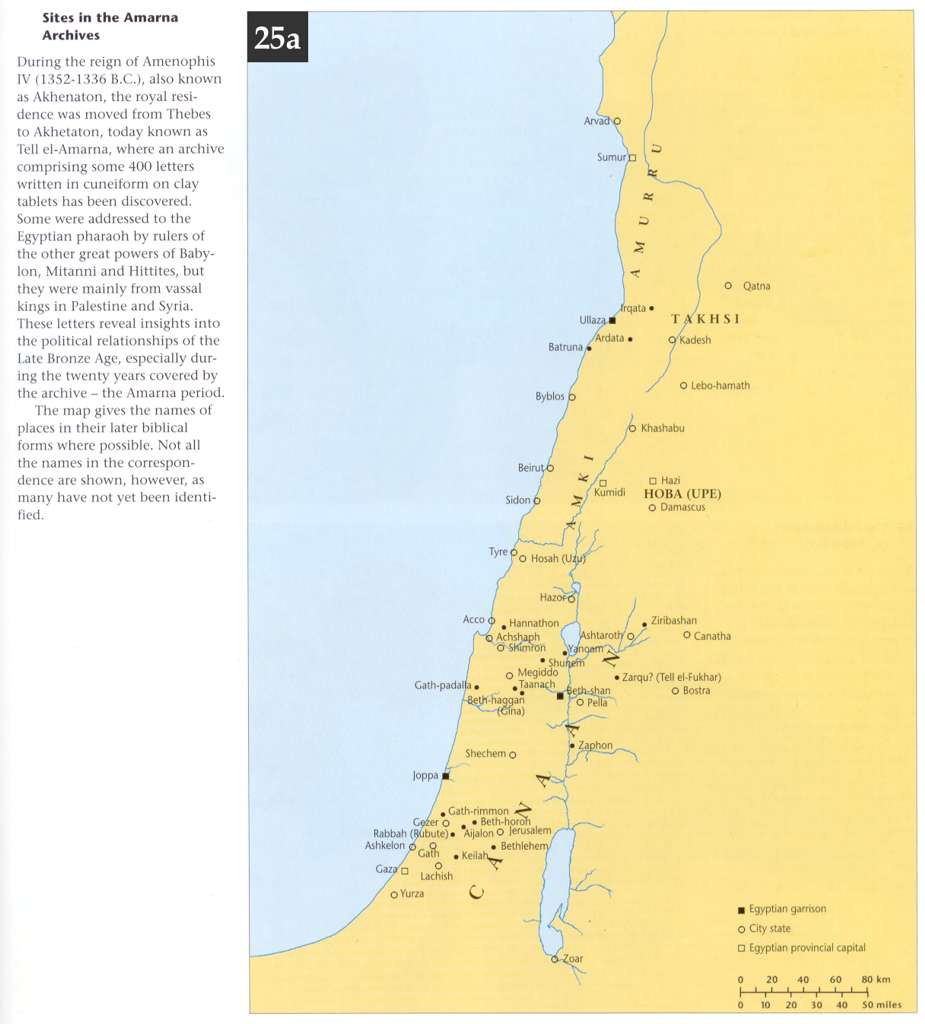 Sites in the Amarna
Archives
During the reign of Amenophis
IV (1352-1336 B.C.), also known
as Akhenaton, the royal resi-
dence was moved from Thebes
to Akhetaton, today known as
Tell el-Amarna, where an archive
comprising some 400 letters
written in cuneiform on clay
tablets has been discovered.
Some were addressed to the
Egyptian pharaoh by rulers of
the other great powers of Baby-
lon, Mitanni and Hittites, but
they were mainly from vassal
kings in Palestine and Syria.
These letters reveal insights into
the political relationships of the
Late Bronze Age, especially dur-
ing the twenty years covered by
the archive – the Amarna period.
The map gives the names of
places in their later biblical
forms where possible. Not all
the names in the correspon-
dence are shown, however, as
many have not yet been identi-
fied.
25a
Arvad
Sumur
AMURRU
Qatna
Irqata
Ullaza
TAKHSI
Ardata
Kadesh
Batruna
Lebo-hamath
Byblos
Khashabu
Beirut
AMKI
Hazi
Kumidi
HOBA (UPE)
Sidon
Damascus
Tyre
Hosah (Uzu)
Hazor
Acco
Hannathon
Ziribashan
Achshaph
Ashtaroth
Canatha
Shimron
Yanoam
Shunem
Megiddo
Zarqu? (Tell el-Fukhar)
Gath-padalla
Taanach
Beth-shan
Bostra
Beth-haggan
(Gina)
Pella
Zaphon
Shechem
Joppa
CANAAN
Gath-rimmon
Gezer
Beth-horon
Rabbah (Rubute)
Aijalon
Jerusalem
Ashkelon
Gath
Keilah
Bethlehem
Gaza
Lachish
Yurza
Zoar
Egyptian garrison
City state
Egyptian provincial capital
0 20 40 60 80 km
0 10 20 30 40 50 miles